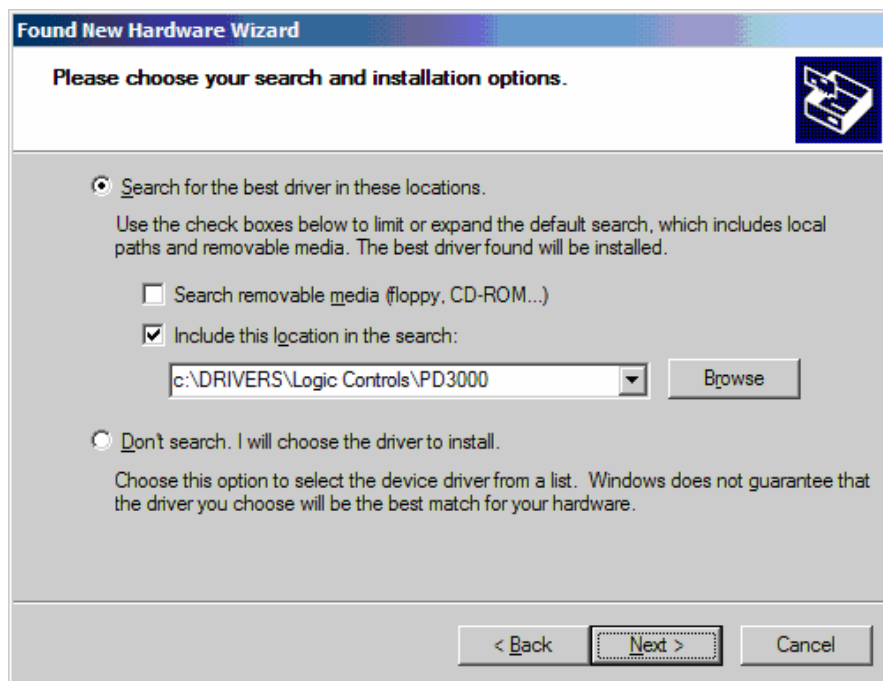 Found New Hardware Wizard
Please choose your search and installation options.
Search for the best driver in these locations.
Use the check boxes below to limit or expand the default search, which includes local
paths and removable media. The best driver found will be installed.
Search removable media (floppy, CD-ROM...)
Include this location in the search:
c:\DRIVERS\Logic Controls\PD3000
Browse
Don't search. I will choose the driver to install.
Choose this option to select the device driver from a list.  Windows does not guarantee that
the driver you choose will be the best match for your hardware.
< Back Next > Cancel